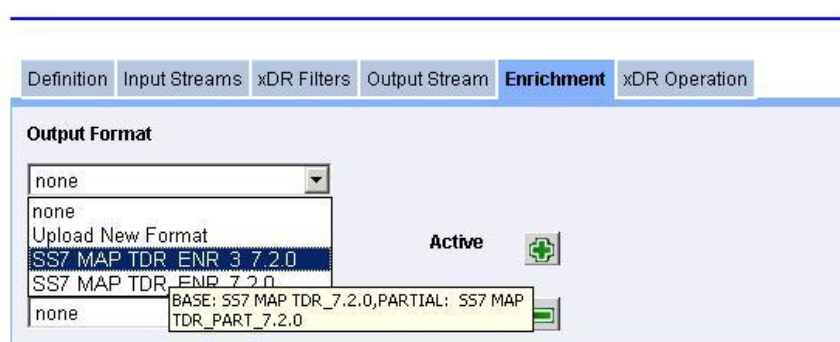 Definition Input Streams xDR Filters Output Stream Enrichment xDR Operation
Output Format
none
none
Upload New Format
Active
SS7 MAP TDR_ENR_3_7.2.0
SS7 MAP TDR_ENR_7.2.0
BASE: SS7 MAP TDR_7.2.0,PARTIAL: SS7 MAP
TDR_PART_7.2.0
none